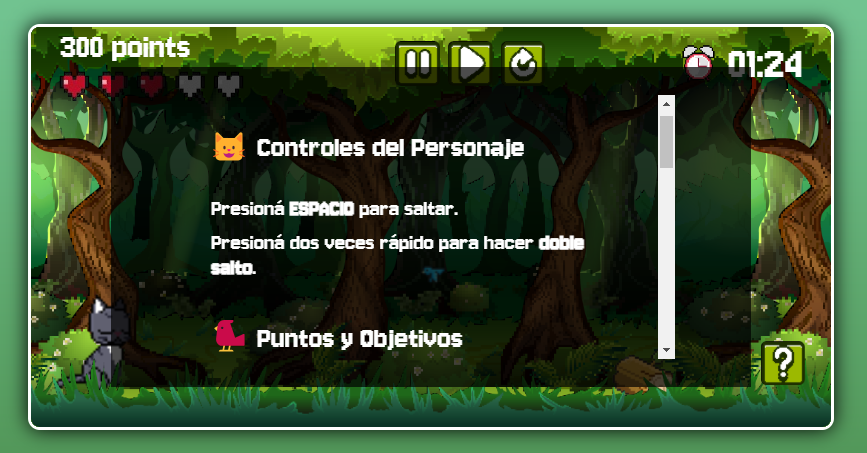 300 points
01:24
Controles del Personaje
Presioná ESPACIO para saltar.
Presioná dos veces rápido para hacer doble
salto.
Puntos y Objetivos
?